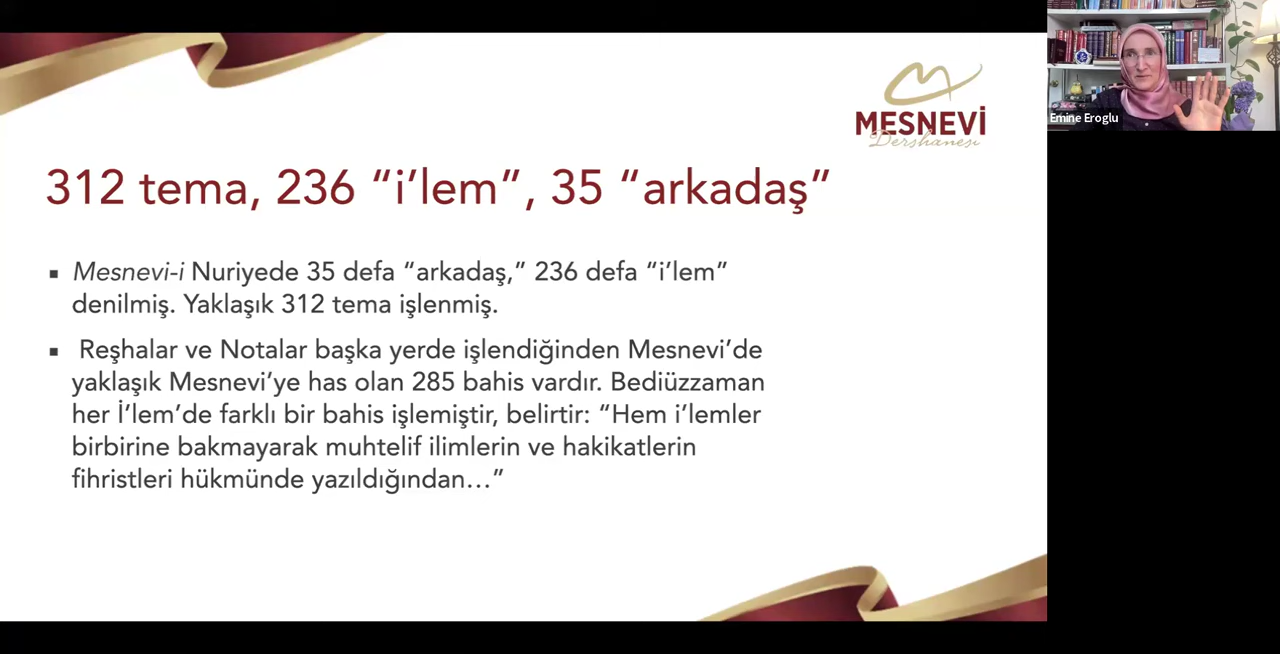 MESNEVİ
Dershanesi
Emine Eroglu
312 tema, 236 “i’lem”, 35 “arkadaş”
▪ Mesnevi-i Nuriyede 35 defa “arkadaş,” 236 defa “i’lem”
denilmiş. Yaklaşık 312 tema işlenmiş.
▪ Reşhalar ve Notalar başka yerde işlendiğinden Mesnevi’de
yaklaşık Mesnevi’ye has olan 285 bahis vardır. Bediüzzaman
her İ’lem’de farklı bir bahis işlemiştir, belirtir: “Hem i’lemler
birbirine bakmayarak muhtelif ilimlerin ve hakikatlerin
fihristleri hükmünde yazıldığından…”